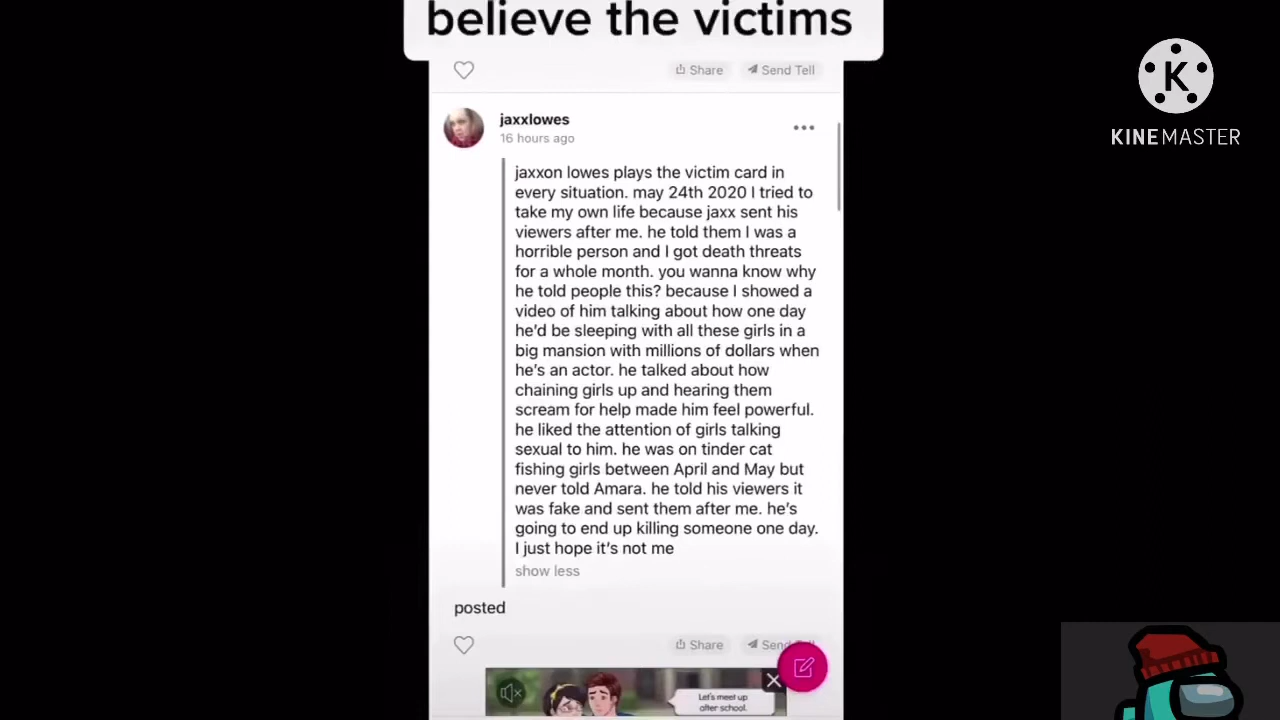 believe the victims
Share
Send Tell
jaxxlowes
16 hours ago
jaxxon lowes plays the victim card in
every situation. may 24th 2020 I tried to
take my own life because jaxx sent his
viewers after me. he told them I was a
horrible person and I got death threats
for a whole month. you wanna know why
he told people this? because I showed a
video of him talking about how one day
he'd be sleeping with all these girls in a
big mansion with millions of dollars when
he's an actor. he talked about how
chaining girls up and hearing them
scream for help made him feel powerful.
he liked the attention of girls talking
sexual to him. he was on tinder cat
fishing girls between April and May but
never told Amara. he told his viewers it
was fake and sent them after me. he's
going to end up killing someone one day.
I just hope it's not me
show less
posted
Share
Send Tell
Let's meet up
after school.
K
KINEMASTER